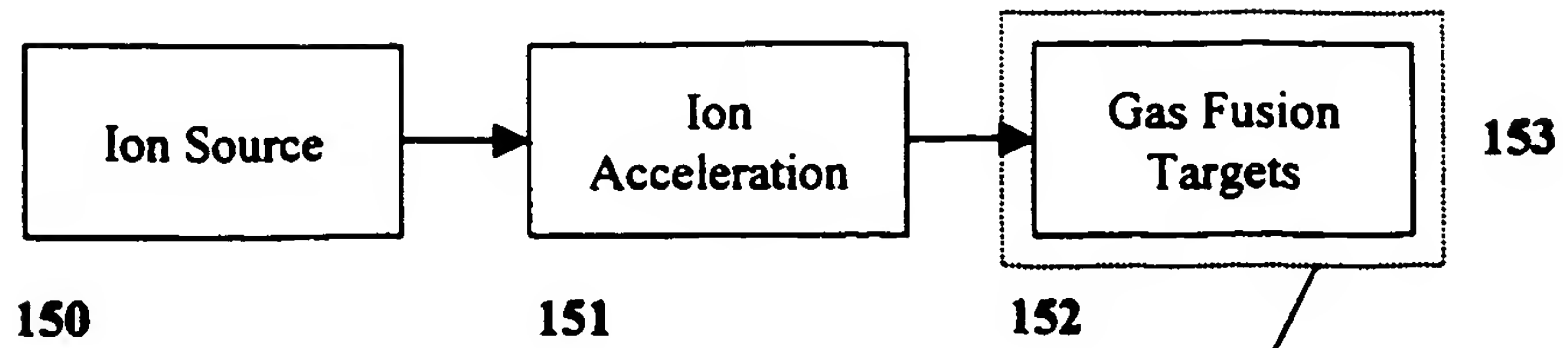 Ion Source
Ion
Acceleration
Gas Fusion
Targets
153
150
151
152